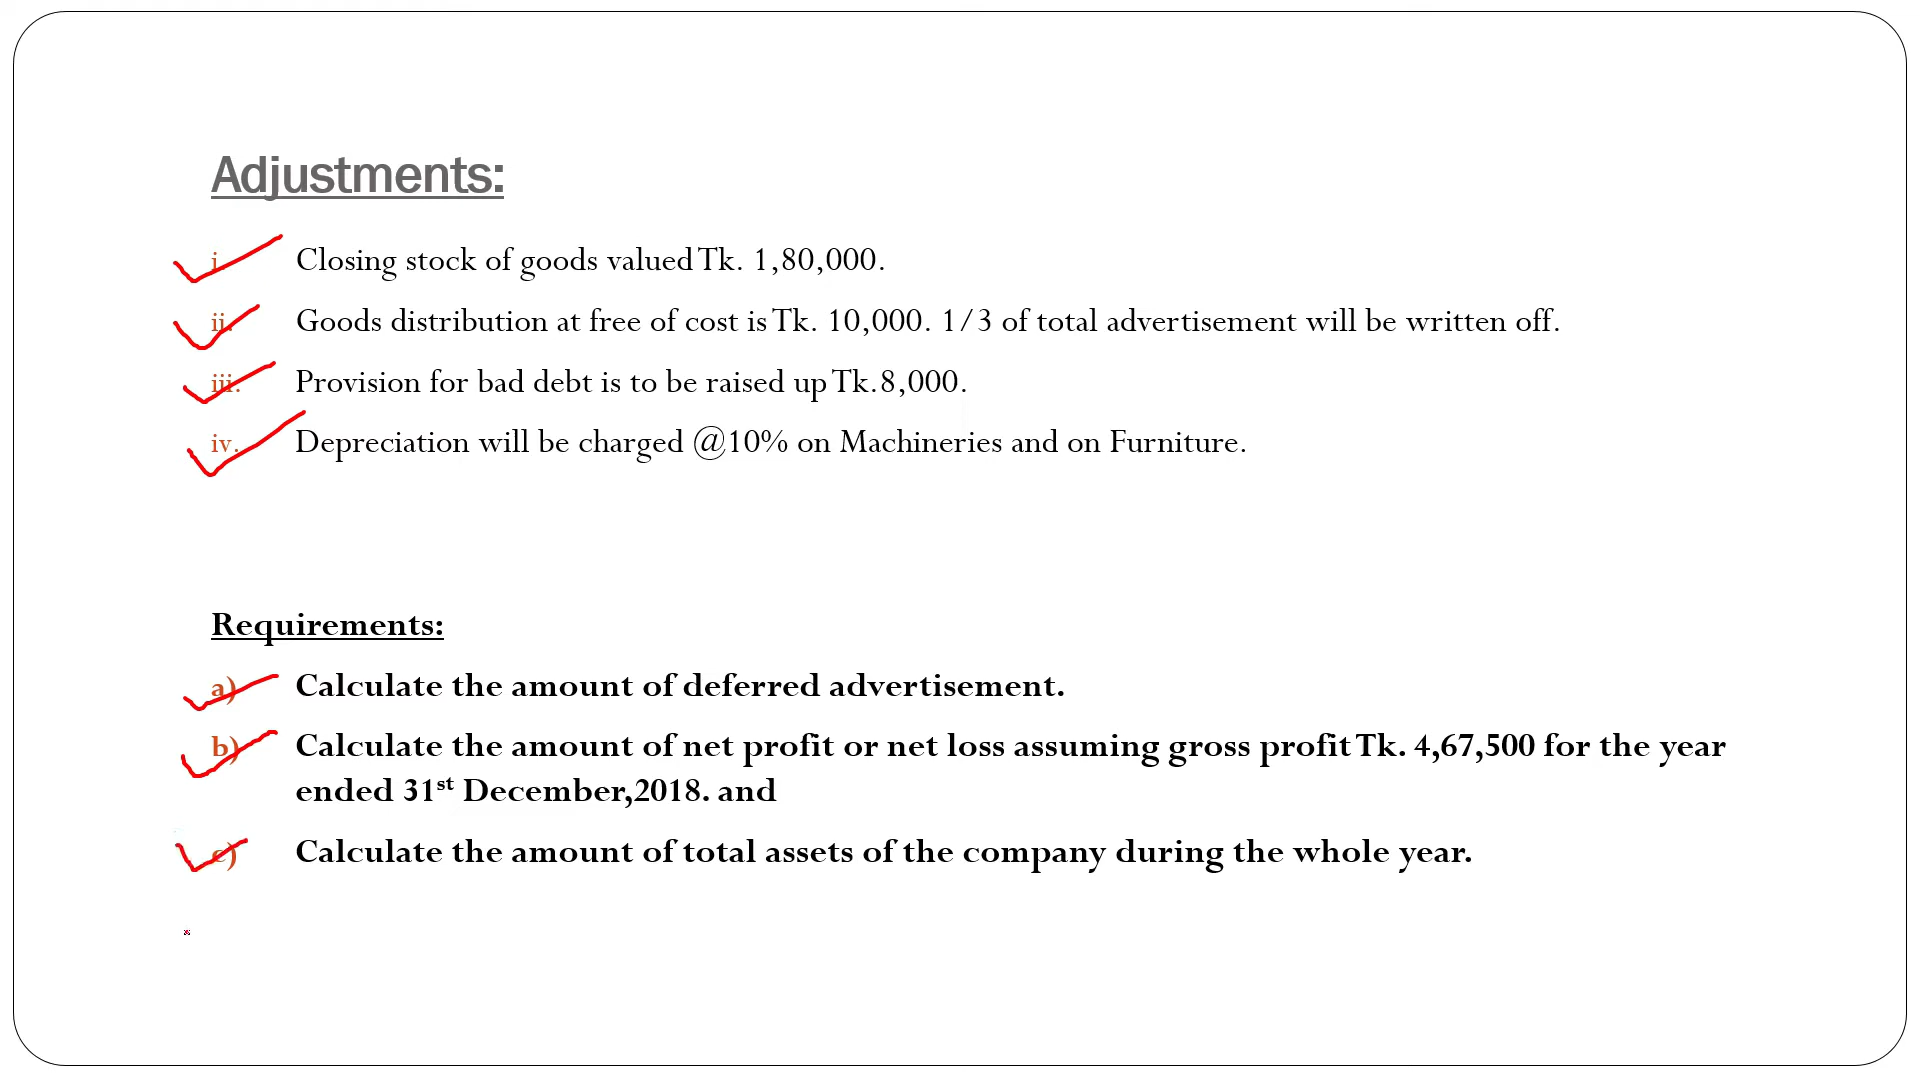 Adjustments:
i. Closing stock of goods valued Tk. 1,80,000.
ii. Goods distribution at free of cost is Tk. 10,000. 1/3 of total advertisement will be written off.
iii. Provision for bad debt is to be raised up Tk.8,000.
iv. Depreciation will be charged @10% on Machineries and on Furniture.
Requirements:
a) Calculate the amount of deferred advertisement.
b) Calculate the amount of net profit or net loss assuming gross profit Tk. 4,67,500 for the year
ended 31st December,2018. and
c) Calculate the amount of total assets of the company during the whole year.